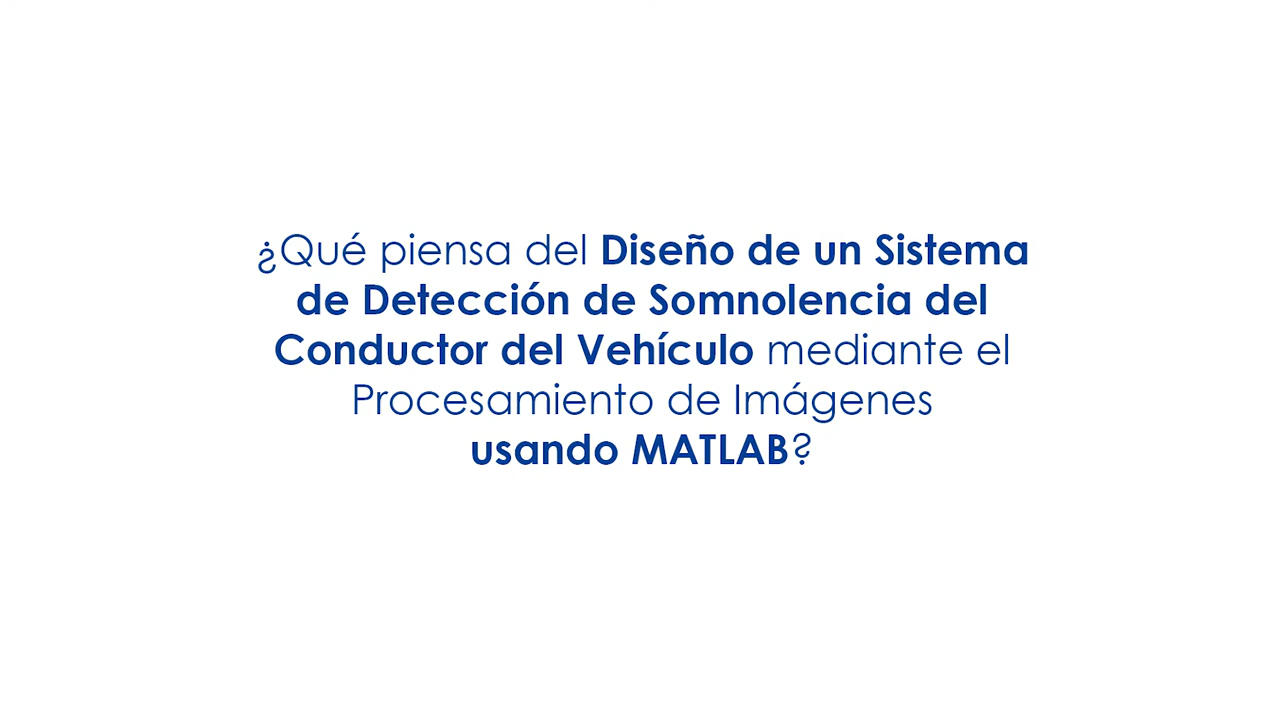 ¿Qué piensa del Diseño de un Sistema
de Detección de Somnolencia del
Conductor del Vehículo mediante el
Procesamiento de Imágenes
usando MATLAB?